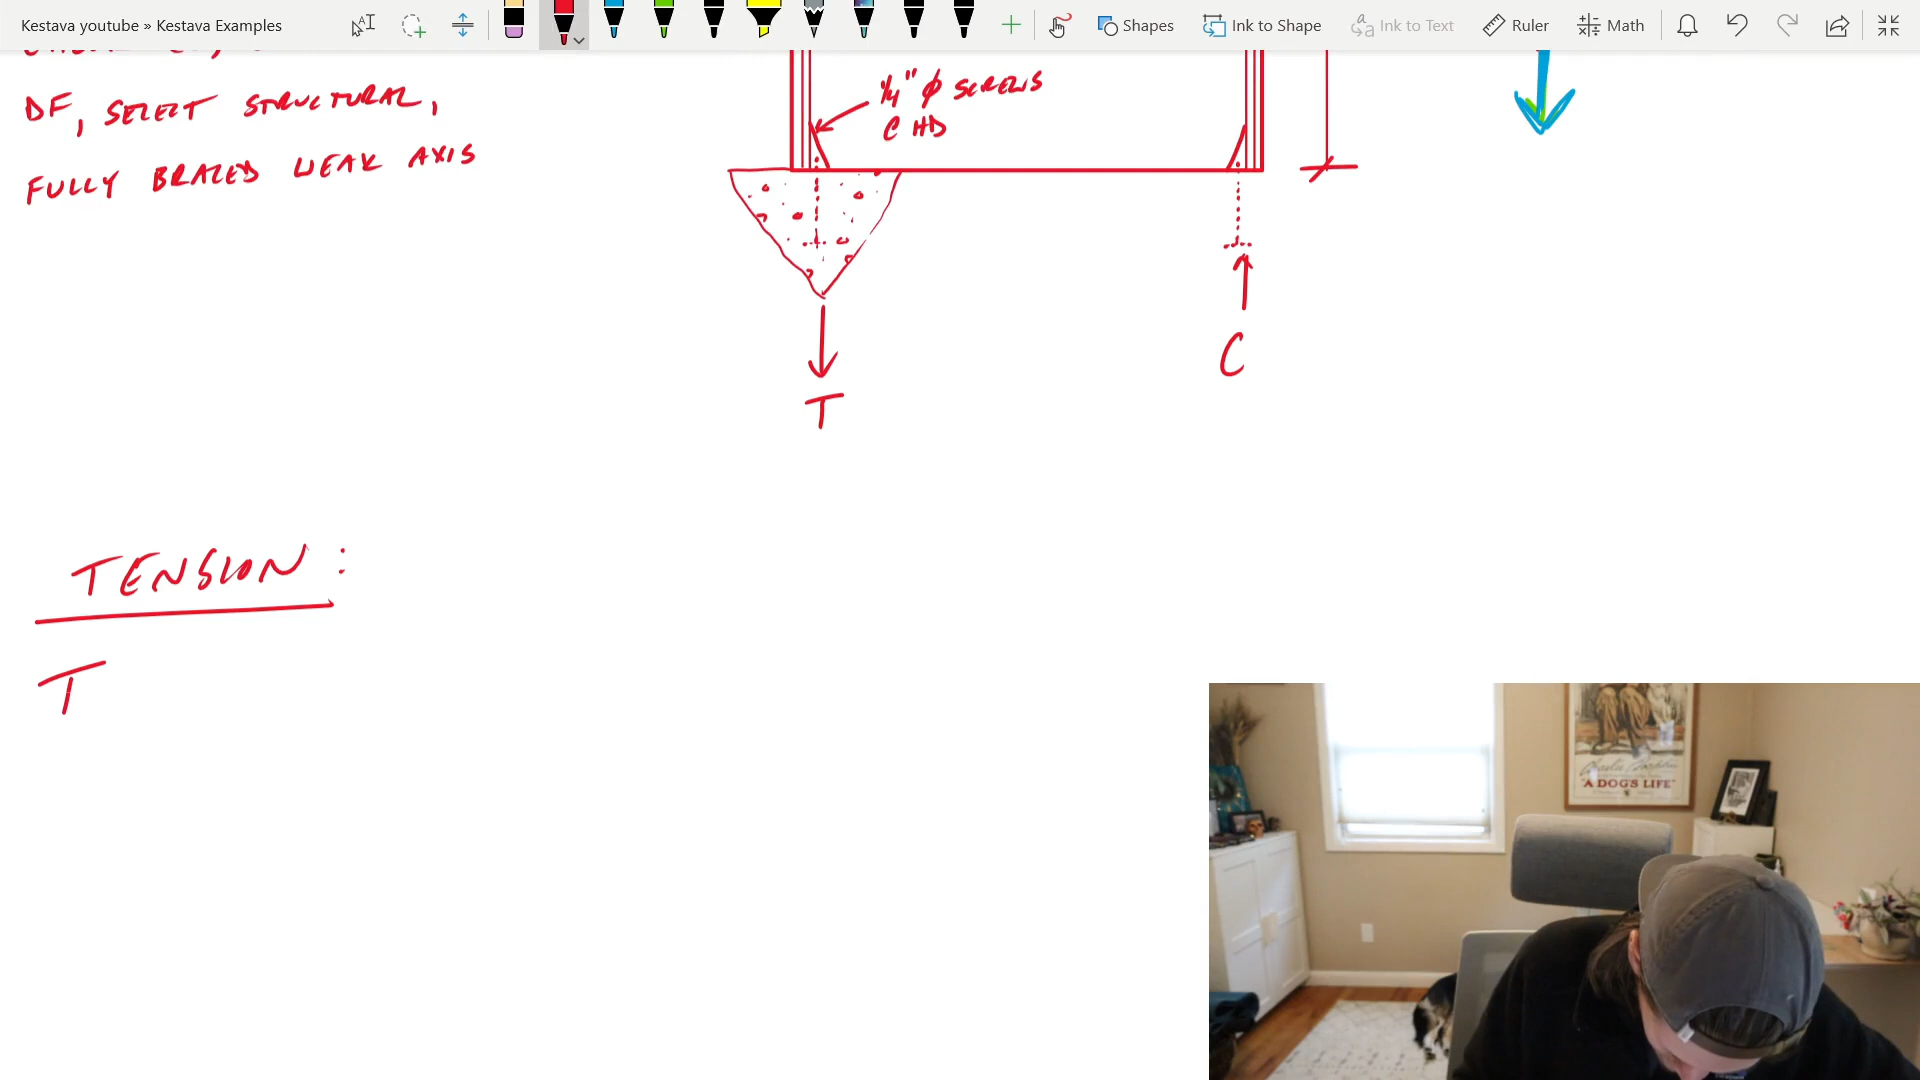 Kestava youtube » Kestava Examples
Shapes
Ink to Shape
Ink to Text
Ruler
Math
DF, SELECT STRUCTURAL,
FULLY BRACED WEAK AXIS
1/4" ϕ SCREWS
@ HD
T
C
TENSION:
T
"A DOG'S LIFE"